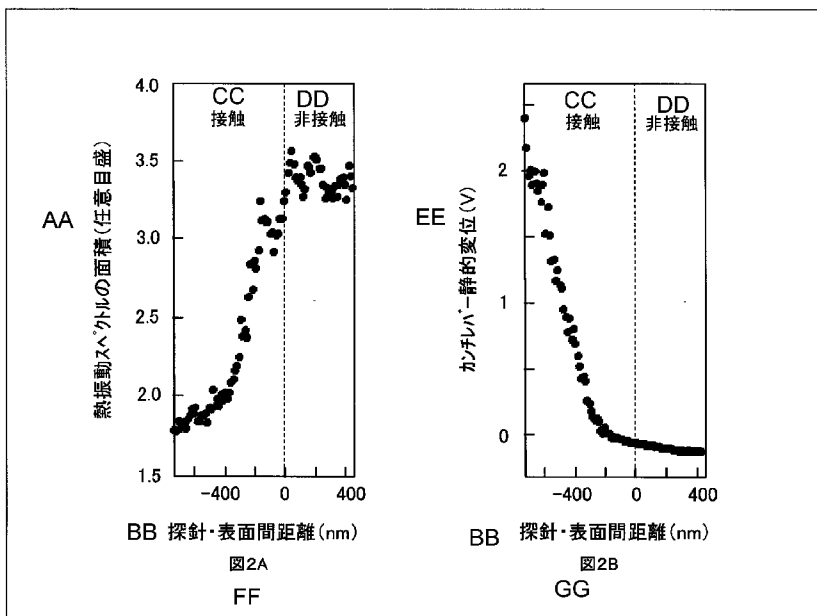 4.0
3.5
3.0
2.5
2.0
1.5
CC
接触
DD
非接触
AA
熱振動スペクトルの面積(任意目盛)
-400
0
400
BB 探針・表面間距離(nm)
図2A
FF
2
1
0
CC
接触
DD
非接触
EE
カンチレバー静的変位(V)
-400
0
400
BB 探針・表面間距離(nm)
図2B
GG